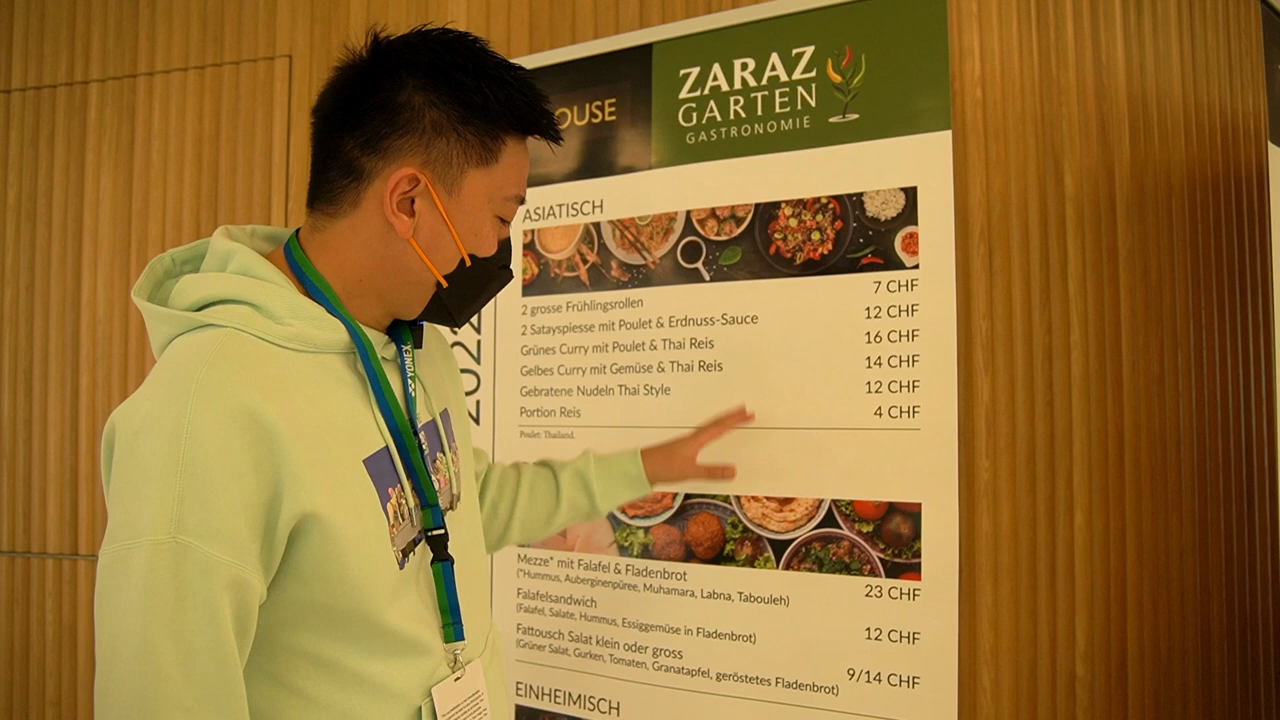 OUSE
ZARAZ
GARTEN
GASTRONOMIE
2022
ASIATISCH
2 grosse Frühlingsrollen 7 CHF
2 Satayspiesse mit Poulet & Erdnuss-Sauce 12 CHF
Grünes Curry mit Poulet & Thai Reis 16 CHF
Gelbes Curry mit Gemüse & Thai Reis 14 CHF
Gebratene Nudeln Thai Style 12 CHF
Portion Reis 4 CHF
Poulet: Thailand.
Mezze* mit Falafel & Fladenbrot 23 CHF
(*Hummus, Auberginenpüree, Muhamara, Labna, Tabouleh)
Falafelsandwich 12 CHF
(Falafel, Salate, Hummus, Essiggemüse in Fladenbrot)
Fattousch Salat klein oder gross 9/14 CHF
(Grüner Salat, Gurken, Tomaten, Granatapfel, geröstetes Fladenbrot)
EINHEIMISCH
YONEX